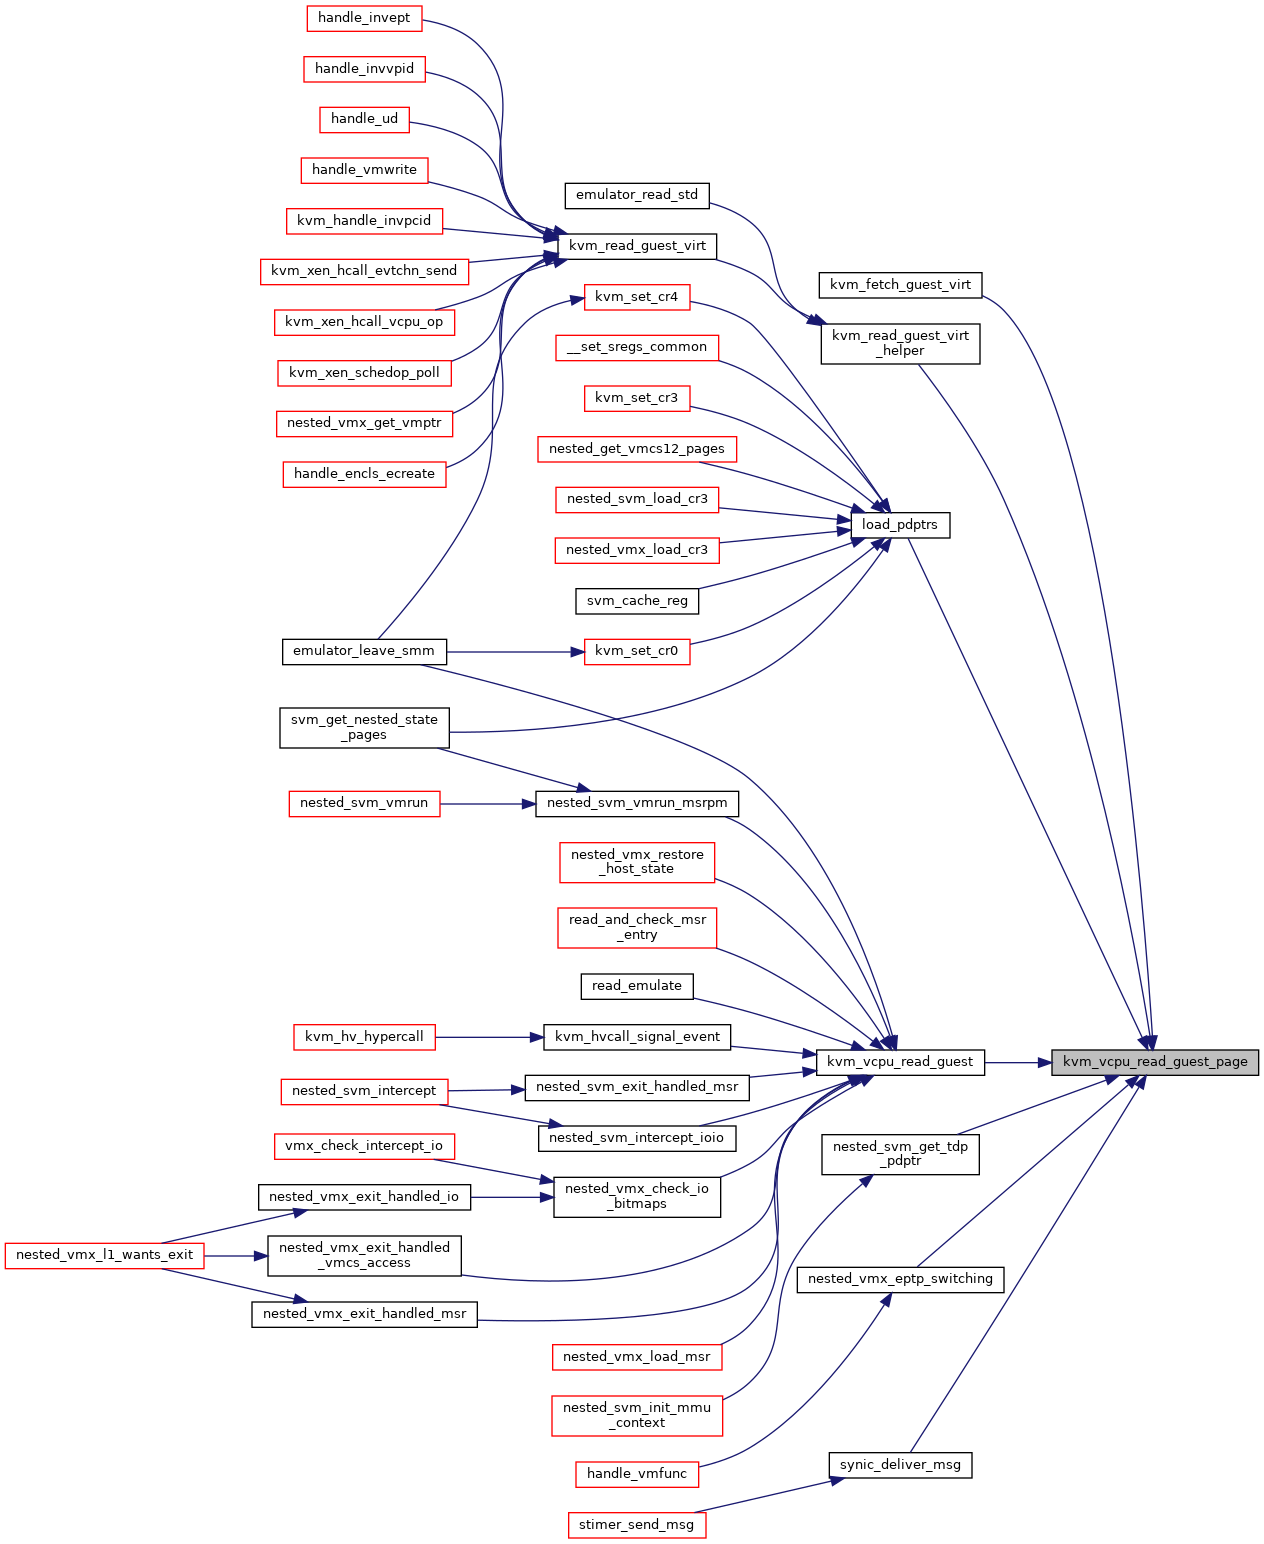 handle_invept
handle_invvpid
handle_ud
handle_vmwrite
kvm_handle_invpcid
kvm_xen_hcall_evtchn_send
kvm_xen_hcall_vcpu_op
kvm_xen_schedop_poll
nested_vmx_get_vmptr
handle_encls_ecreate
emulator_read_std
kvm_read_guest_virt
kvm_fetch_guest_virt
kvm_read_guest_virt
_helper
kvm_set_cr4
__set_sregs_common
kvm_set_cr3
nested_get_vmcs12_pages
nested_svm_load_cr3
nested_vmx_load_cr3
svm_cache_reg
kvm_set_cr0
load_pdptrs
emulator_leave_smm
svm_get_nested_state
_pages
nested_svm_vmrun
nested_svm_vmrun_msrpm
nested_vmx_restore
_host_state
read_and_check_msr
_entry
read_emulate
kvm_hv_hypercall
kvm_hvcall_signal_event
kvm_vcpu_read_guest
kvm_vcpu_read_guest_page
nested_svm_intercept
nested_svm_exit_handled_msr
nested_svm_intercept_ioio
vmx_check_intercept_io
nested_vmx_exit_handled_io
nested_vmx_check_io
_bitmaps
nested_svm_get_tdp
_pdptr
nested_vmx_l1_wants_exit
nested_vmx_exit_handled
_vmcs_access
nested_vmx_exit_handled_msr
nested_vmx_eptp_switching
nested_vmx_load_msr
nested_svm_init_mmu
_context
handle_vmfunc
synic_deliver_msg
stimer_send_msg